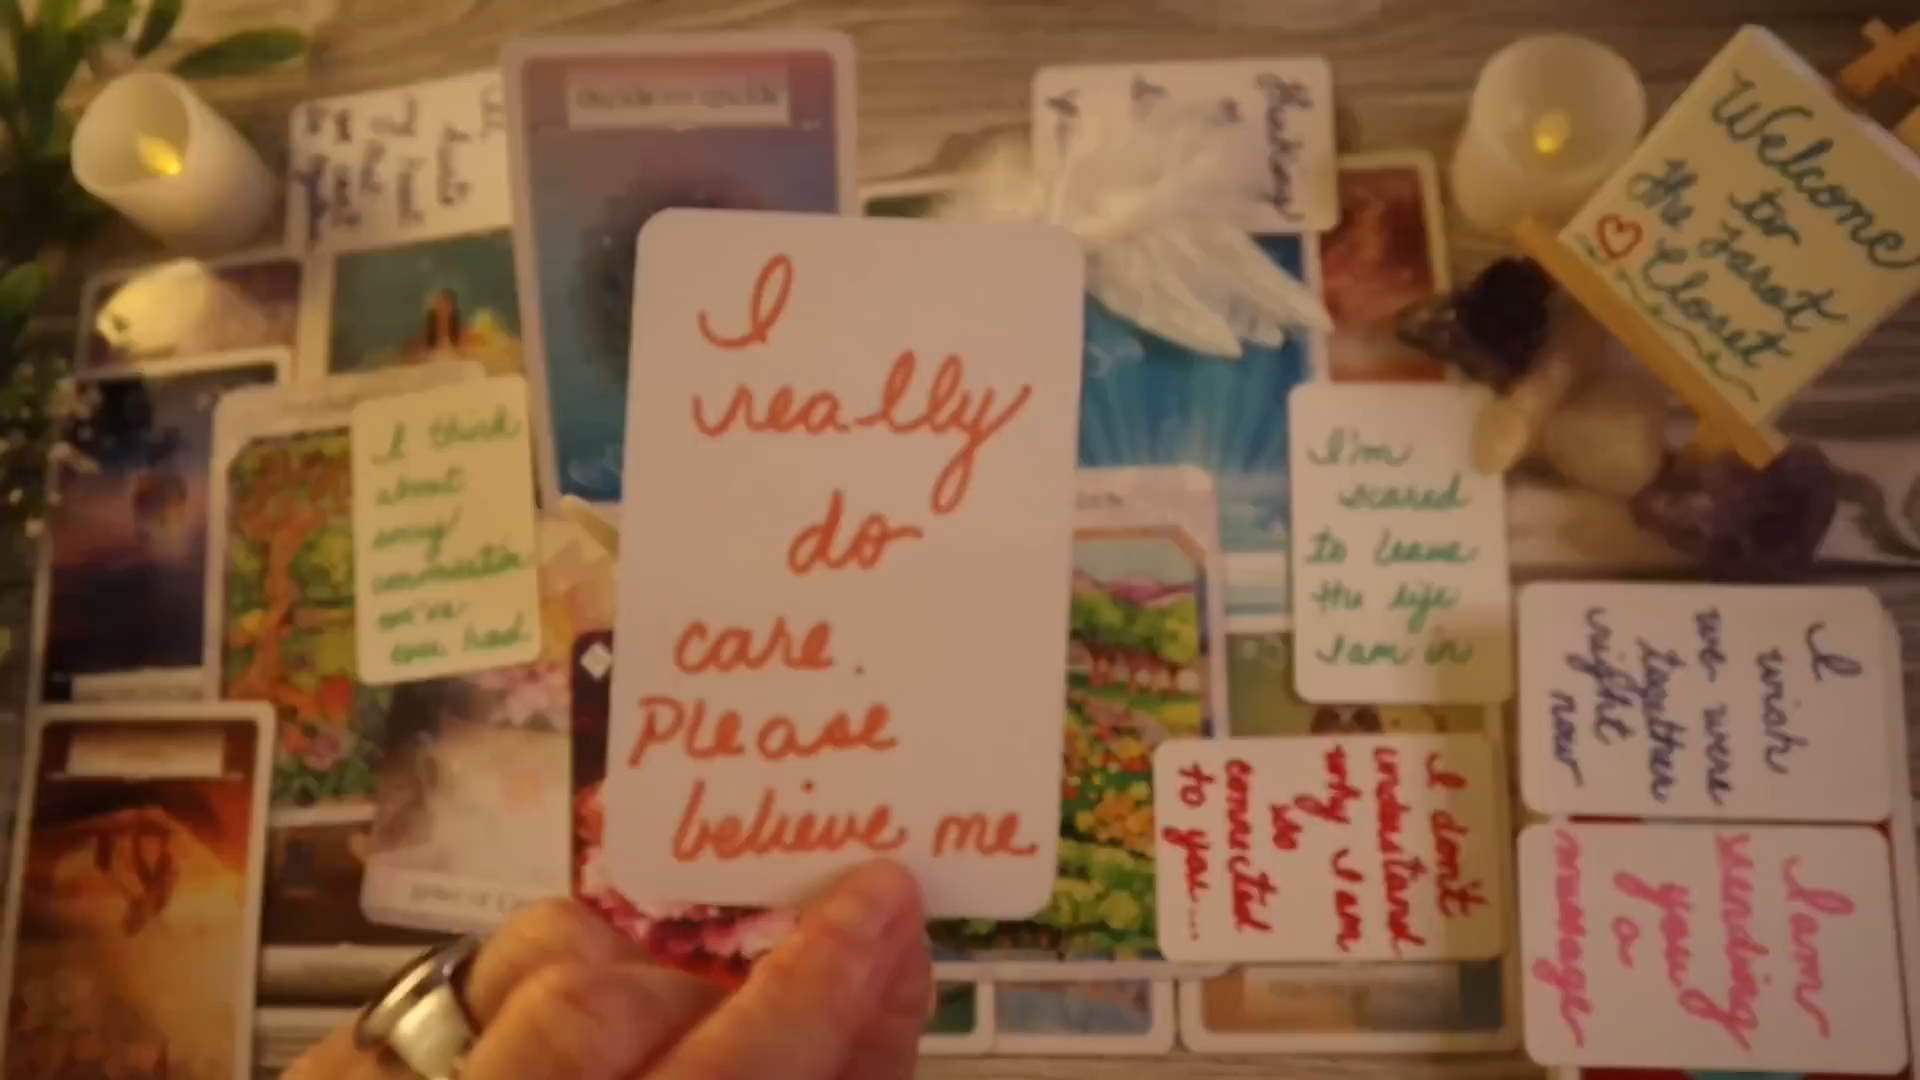 I
really
do
care.
Please
believe me
Welcome
to
the Tarot
Closet
thinking
I think
about
every
connection
we've
ever had
I'm
scared
to leave
the life
I am in
I
wish
we were
together
right
now
I don't
understand
why I am
so
connected
to you...
I am
sending
you
a
message